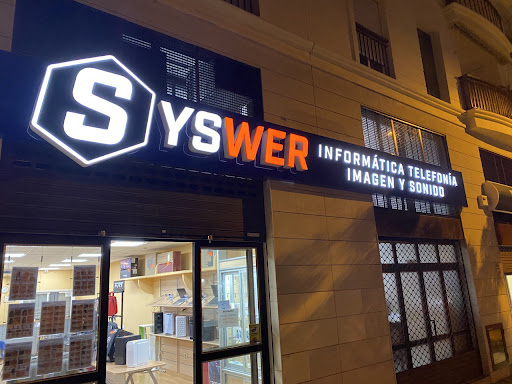 SYSWER
INFORMÁTICA TELEFONÍA
IMAGEN Y SONIDO